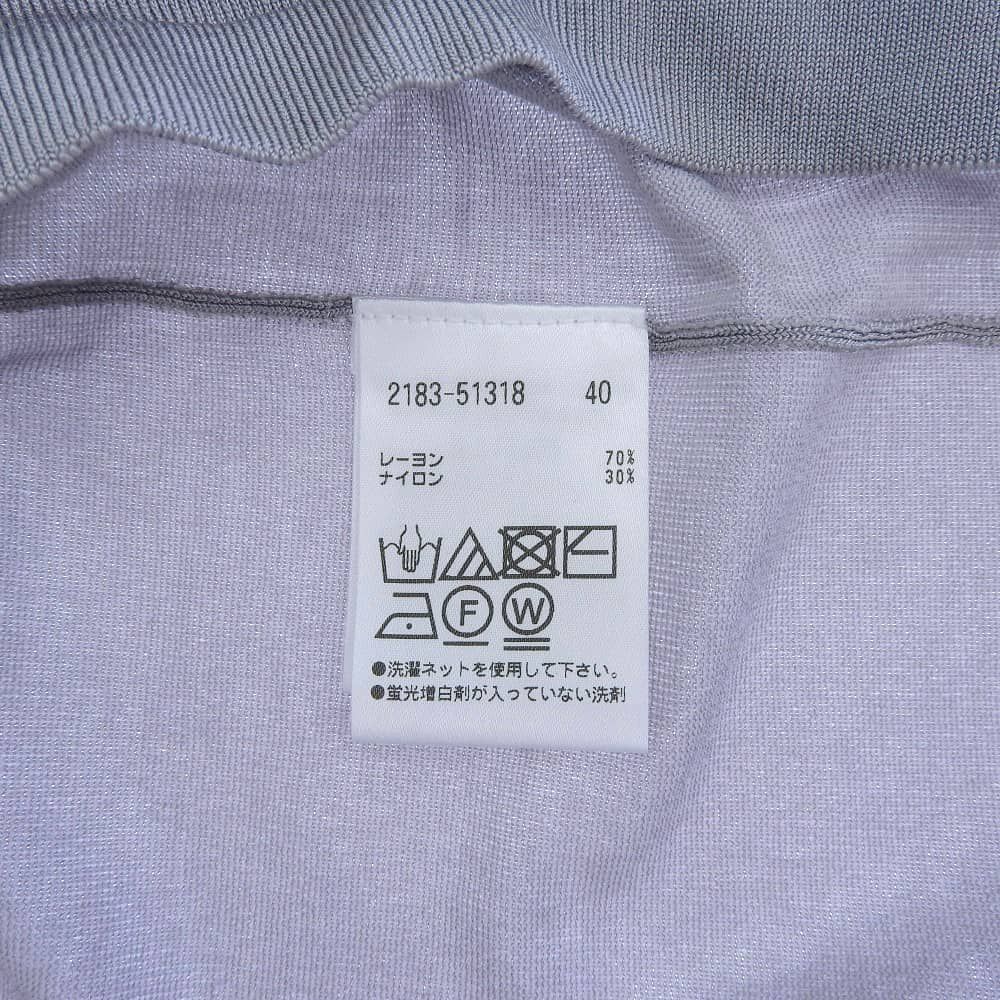 2183-51318 40
レーヨン 70%
ナイロン 30%
F W
●洗濯ネットを使用して下さい。
●蛍光増白剤が入っていない洗剤